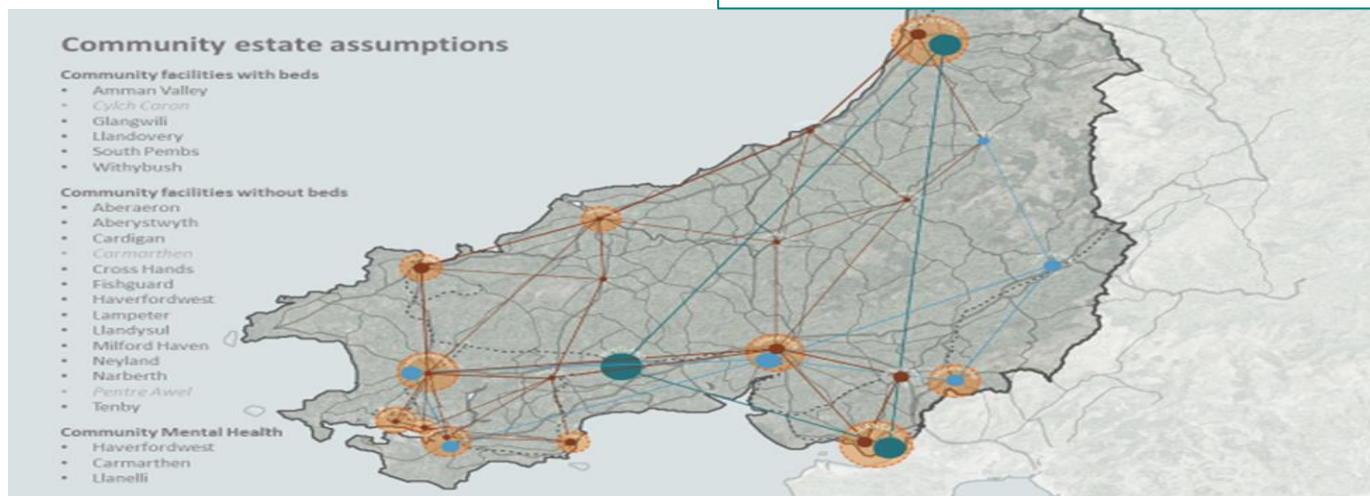 Community estate assumptions
Community facilities with beds
• Amman Valley
• Cylch Caron
• Glangwili
• Llandovery
• South Pembs
• Withybush
Community facilities without beds
• Aberaeron
• Aberystwyth
• Cardigan
• Carmarthen
• Cross Hands
• Fishguard
• Haverfordwest
• Lampeter
• Llandysul
• Milford Haven
• Neyland
• Narberth
• Pentre Awel
• Tenby
Community Mental Health
• Haverfordwest
• Carmarthen
• Llanelli